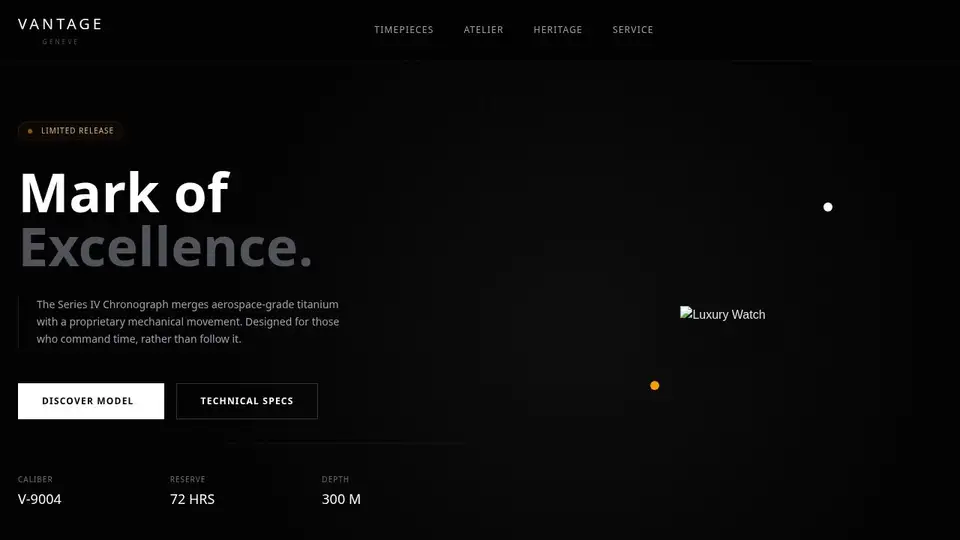 VANTAGE
GENEVE
TIMEPIECES
ATELIER
HERITAGE
SERVICE
LIMITED RELEASE
Mark of
Excellence.
The Series IV Chronograph merges aerospace-grade titanium
with a proprietary mechanical movement. Designed for those
who command time, rather than follow it.
DISCOVER MODEL
TECHNICAL SPECS
Luxury Watch
CALIBER
V-9004
RESERVE
72 HRS
DEPTH
300 M